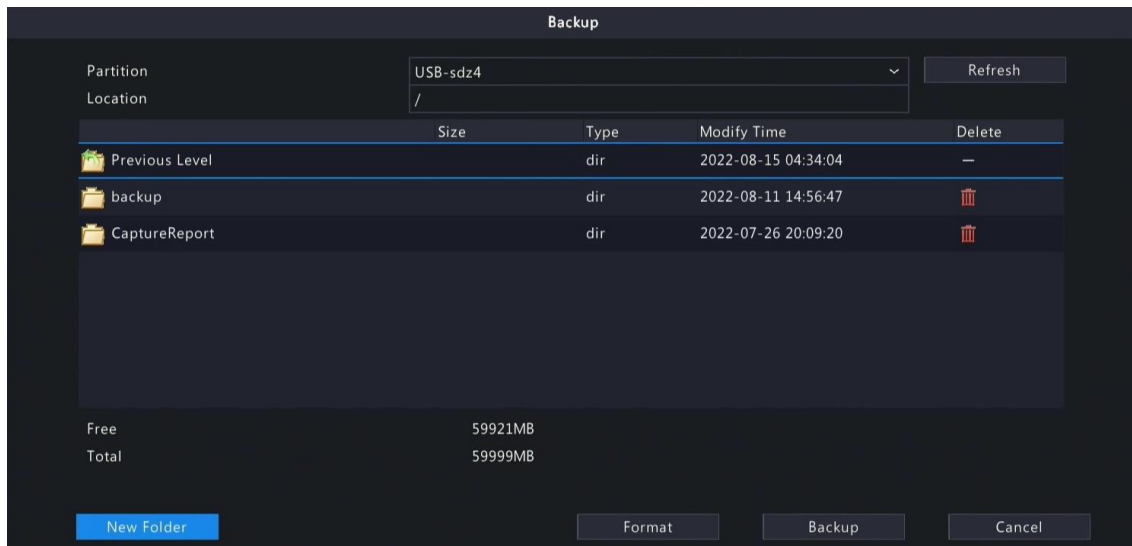 Backup
Partition USB-sdz4 Refresh
Location /
Size Type Modify Time Delete
Previous Level dir 2022-08-15 04:34:04 —
backup dir 2022-08-11 14:56:47
CaptureReport dir 2022-07-26 20:09:20
Free 59921MB
Total 59999MB
New Folder Format Backup Cancel